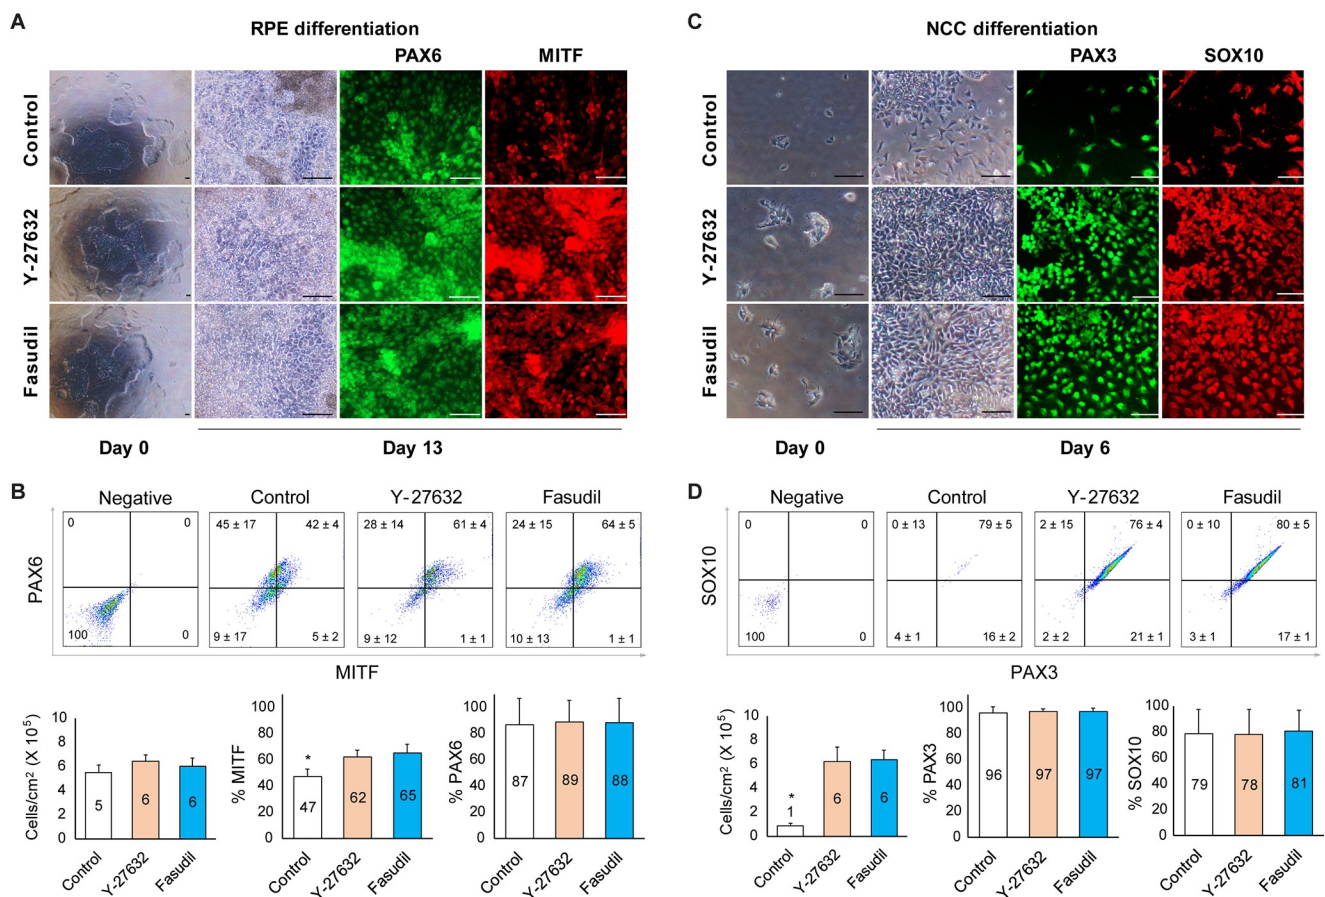 A
RPE differentiation
PAX6
MITF
Control
Y-27632
Fasudil
Day 0
Day 13
C
NCC differentiation
PAX3
SOX10
Control
Y-27632
Fasudil
Day 0
Day 6
B
Negative
Control
Y-27632
Fasudil
PAX6
0
0
100
0
45 ± 17
42 ± 4
9 ± 17
5 ± 2
28 ± 14
61 ± 4
9 ± 12
1 ± 1
24 ± 15
64 ± 5
10 ± 13
1 ± 1
MITF
Cells/cm² (X 10⁵)
10
8
6
4
2
0
5
6
6
Control
Y-27632
Fasudil
% MITF
100
80
60
40
20
0
*
47
62
65
Control
Y-27632
Fasudil
% PAX6
100
80
60
40
20
0
87
89
88
Control
Y-27632
Fasudil
D
Negative
Control
Y-27632
Fasudil
SOX10
0
0
100
0
0 ± 13
79 ± 5
4 ± 1
16 ± 2
2 ± 15
76 ± 4
2 ± 2
21 ± 1
0 ± 10
80 ± 5
3 ± 1
17 ± 1
PAX3
Cells/cm² (X 10⁵)
10
8
6
4
2
0
*
1
6
6
Control
Y-27632
Fasudil
% PAX3
100
80
60
40
20
0
96
97
97
Control
Y-27632
Fasudil
% SOX10
100
80
60
40
20
0
79
78
81
Control
Y-27632
Fasudil